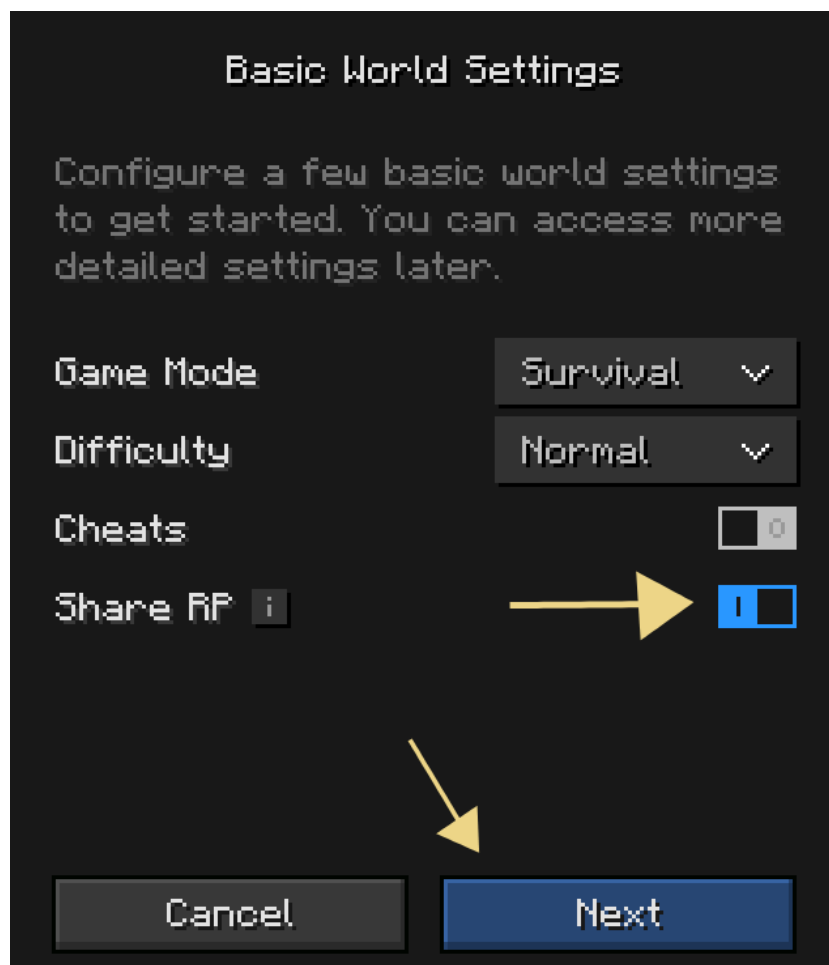 Basic World Settings
Configure a few basic world settings
to get started. You can access more
detailed settings later.
Game Mode
Survival
Difficulty
Normal
Cheats
O
Share RP i
I
Cancel
Next